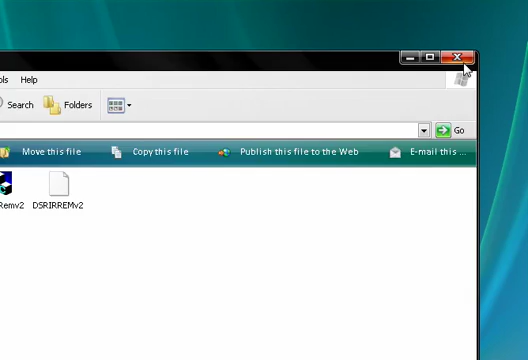 ols Help
Search Folders
Go
Move this file Copy this file Publish this file to the Web E-mail this ...
Remv2 DSRIRREMv2